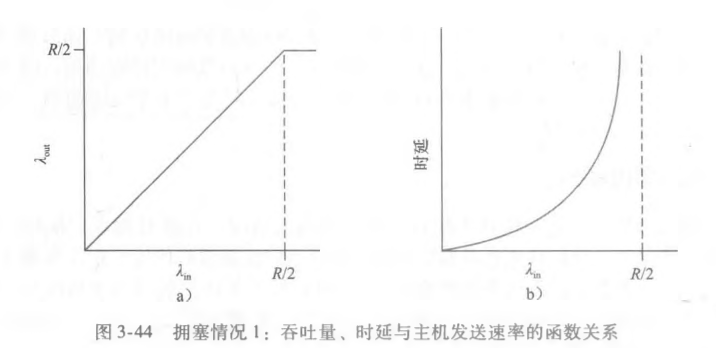 R/2
λout
λin
R/2
a)
时延
λin
R/2
b)
图 3-44 拥塞情况 1：吞吐量、时延与主机发送速率的函数关系